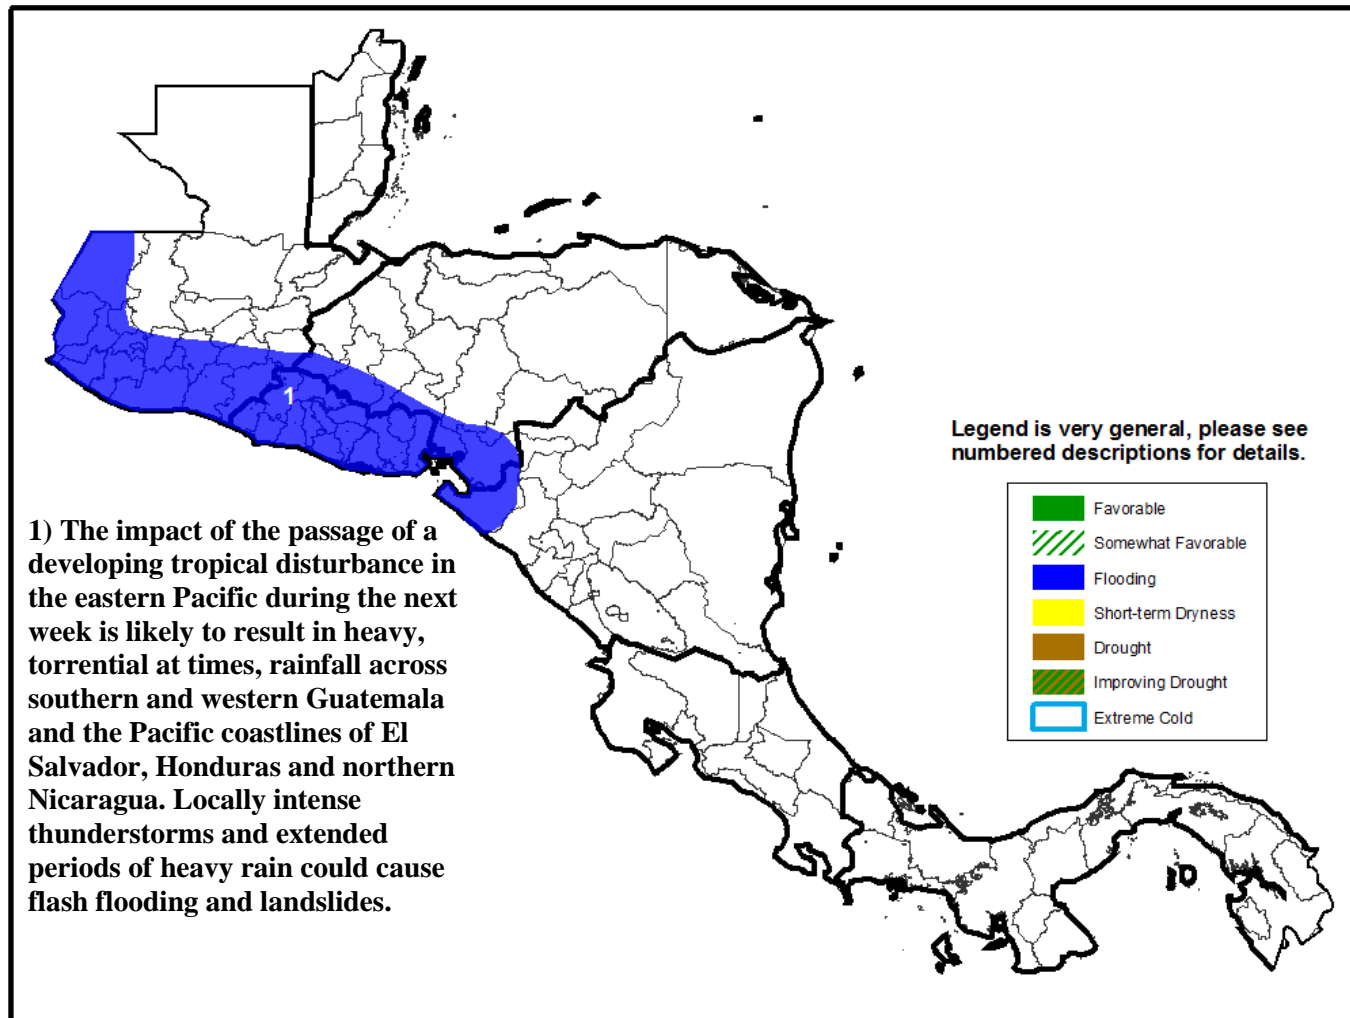 1
Legend is very general, please see
numbered descriptions for details.
Favorable
Somewhat Favorable
Flooding
Short-term Dryness
Drought
Improving Drought
Extreme Cold
1) The impact of the passage of a
developing tropical disturbance in
the eastern Pacific during the next
week is likely to result in heavy,
torrential at times, rainfall across
southern and western Guatemala
and the Pacific coastlines of El
Salvador, Honduras and northern
Nicaragua. Locally intense
thunderstorms and extended
periods of heavy rain could cause
flash flooding and landslides.